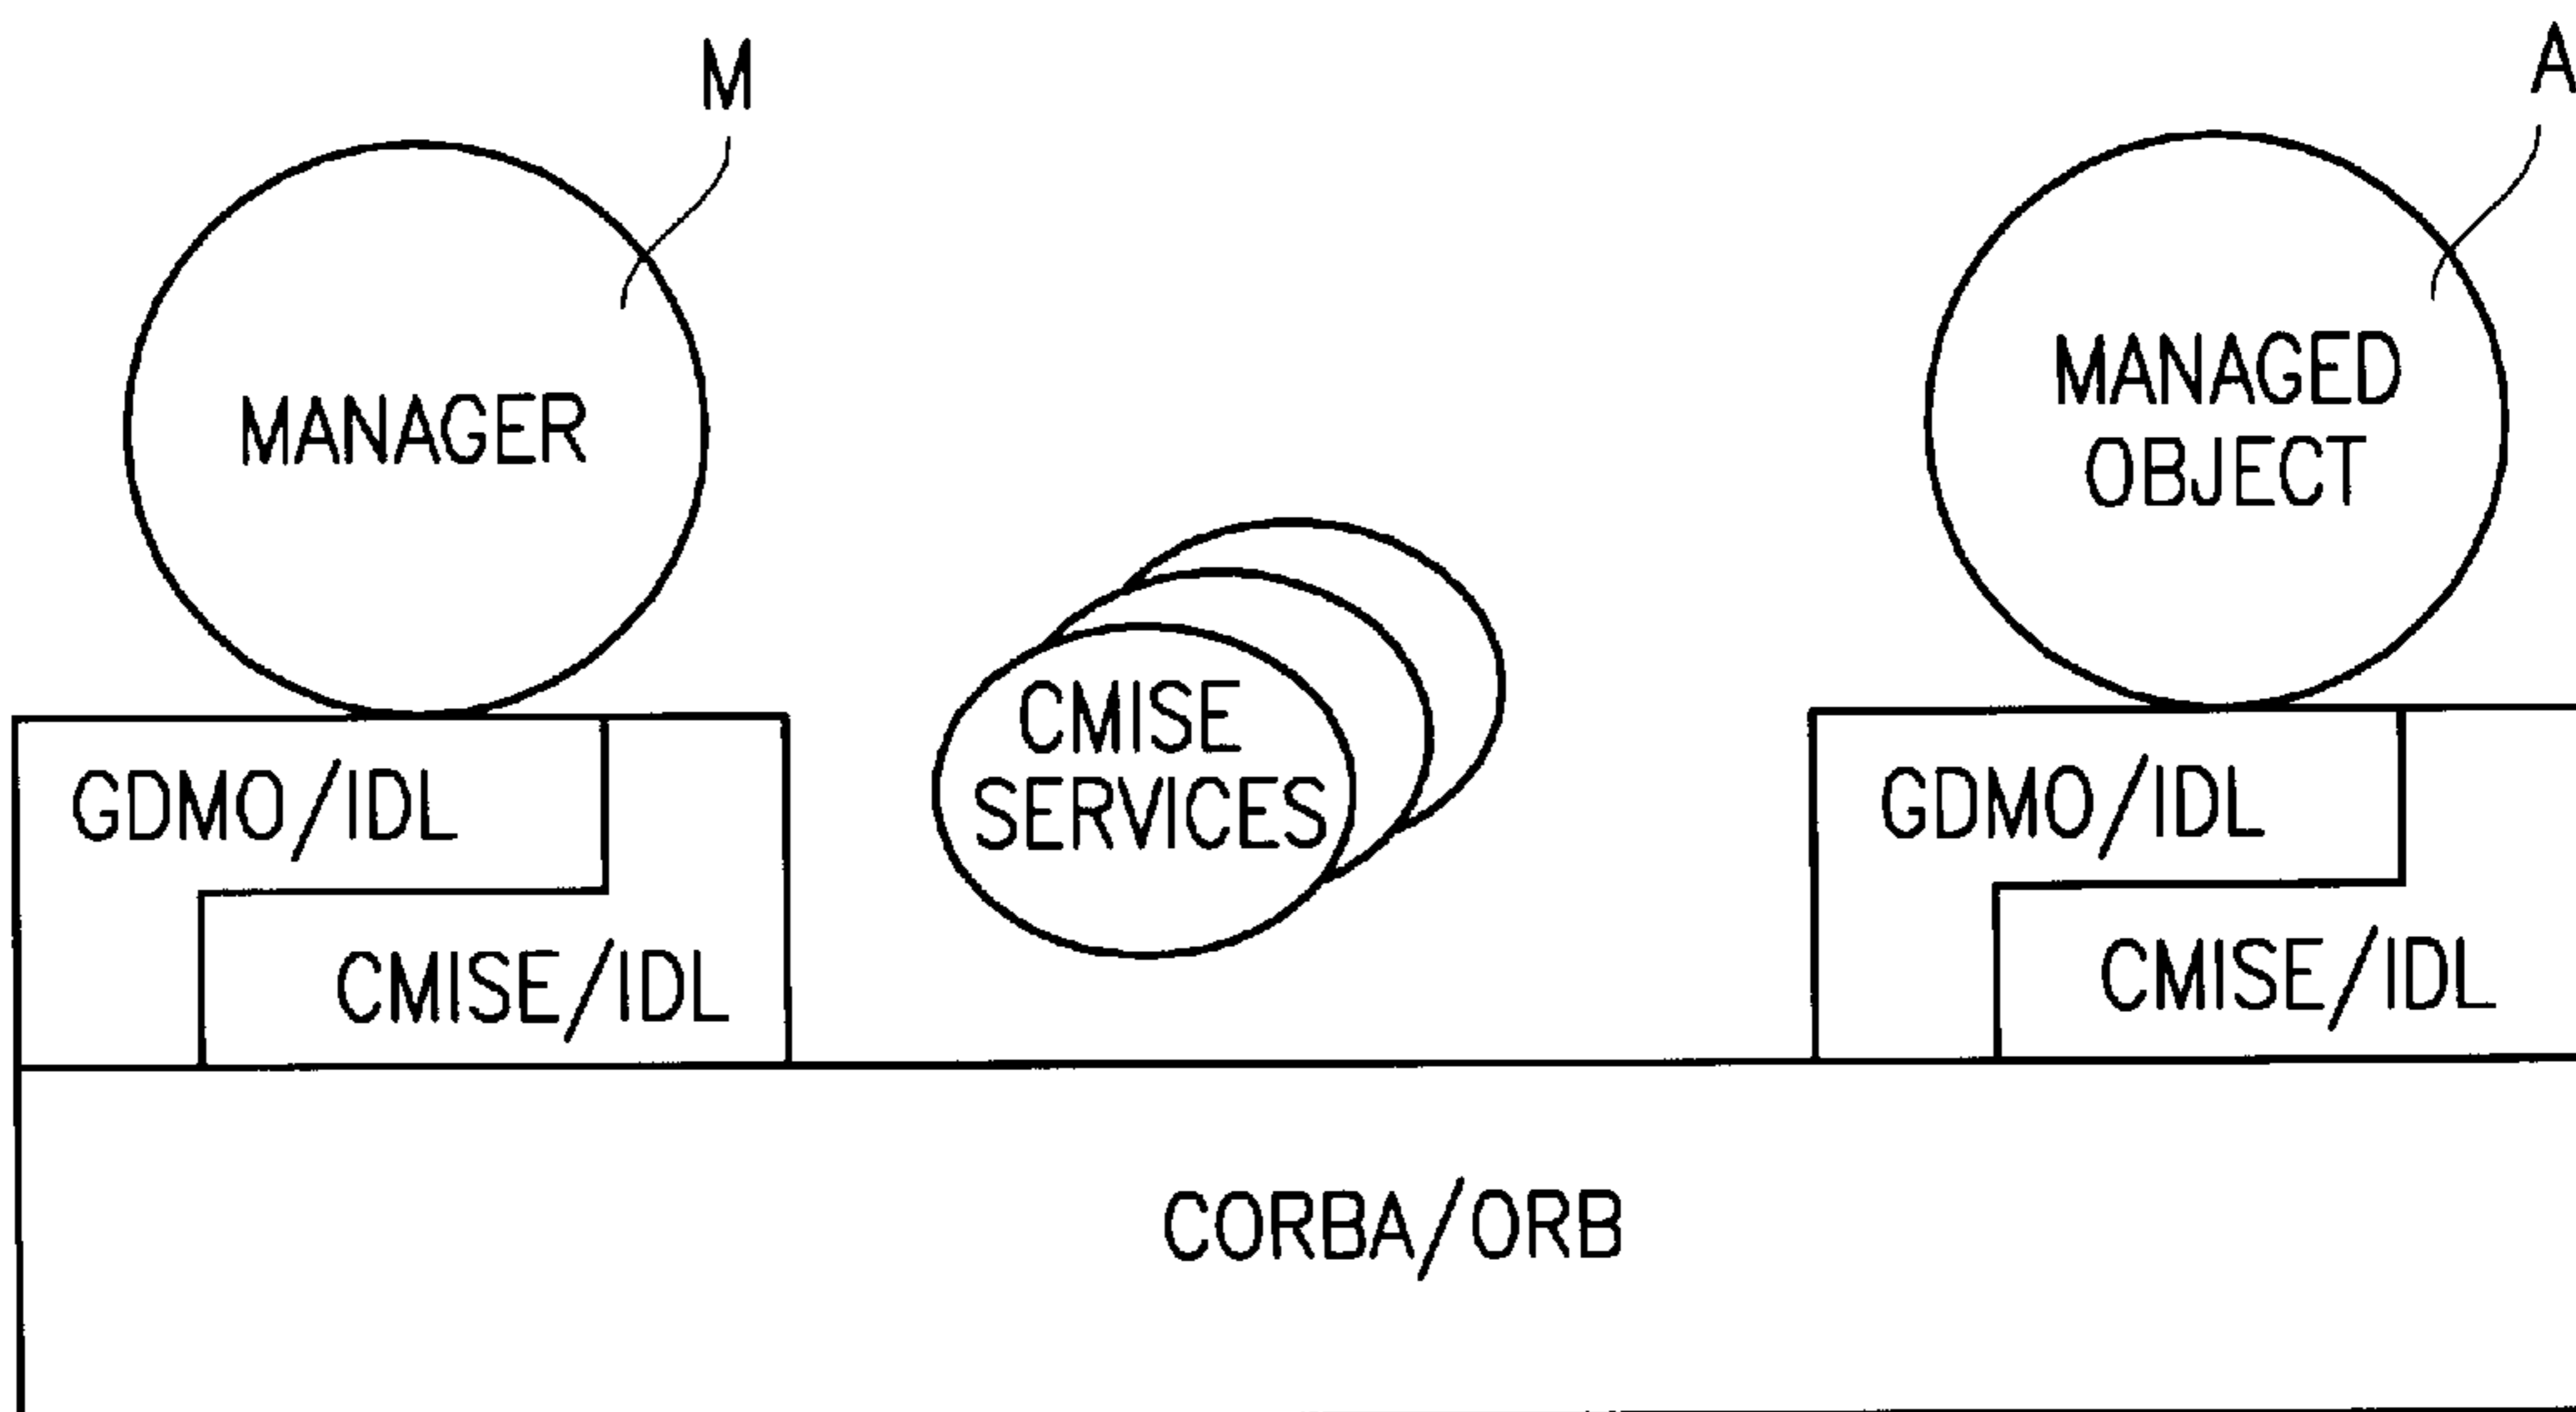 M
A
MANAGER
MANAGED
OBJECT
CMISE
SERVICES
GDMO/IDL
CMISE/IDL
GDMO/IDL
CMISE/IDL
CORBA/ORB